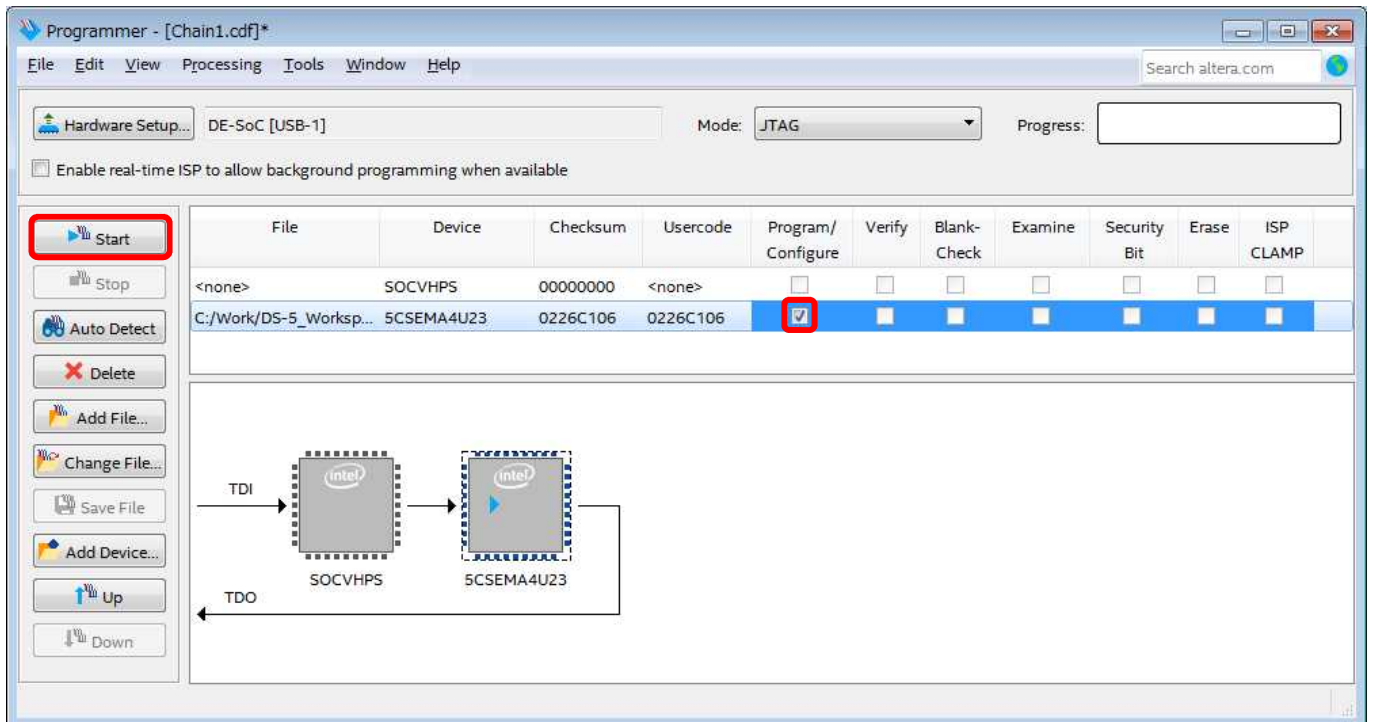 Programmer - [Chain1.cdf]*
File Edit View Processing Tools Window Help
Search altera.com
Hardware Setup... DE-SoC [USB-1] Mode: JTAG Progress:
Enable real-time ISP to allow background programming when available
Start
Stop
Auto Detect
Delete
Add File...
Change File...
Save File
Add Device...
Up
Down
File Device Checksum Usercode Program/ Configure Verify Blank- Check Examine Security Bit Erase ISP CLAMP
<none> SOCVHPS 00000000 <none>
C:/Work/DS-5_Worksp... 5CSEMA4U23 0226C106 0226C106
TDI
intel
intel
SOCVHPS
5CSEMA4U23
TDO